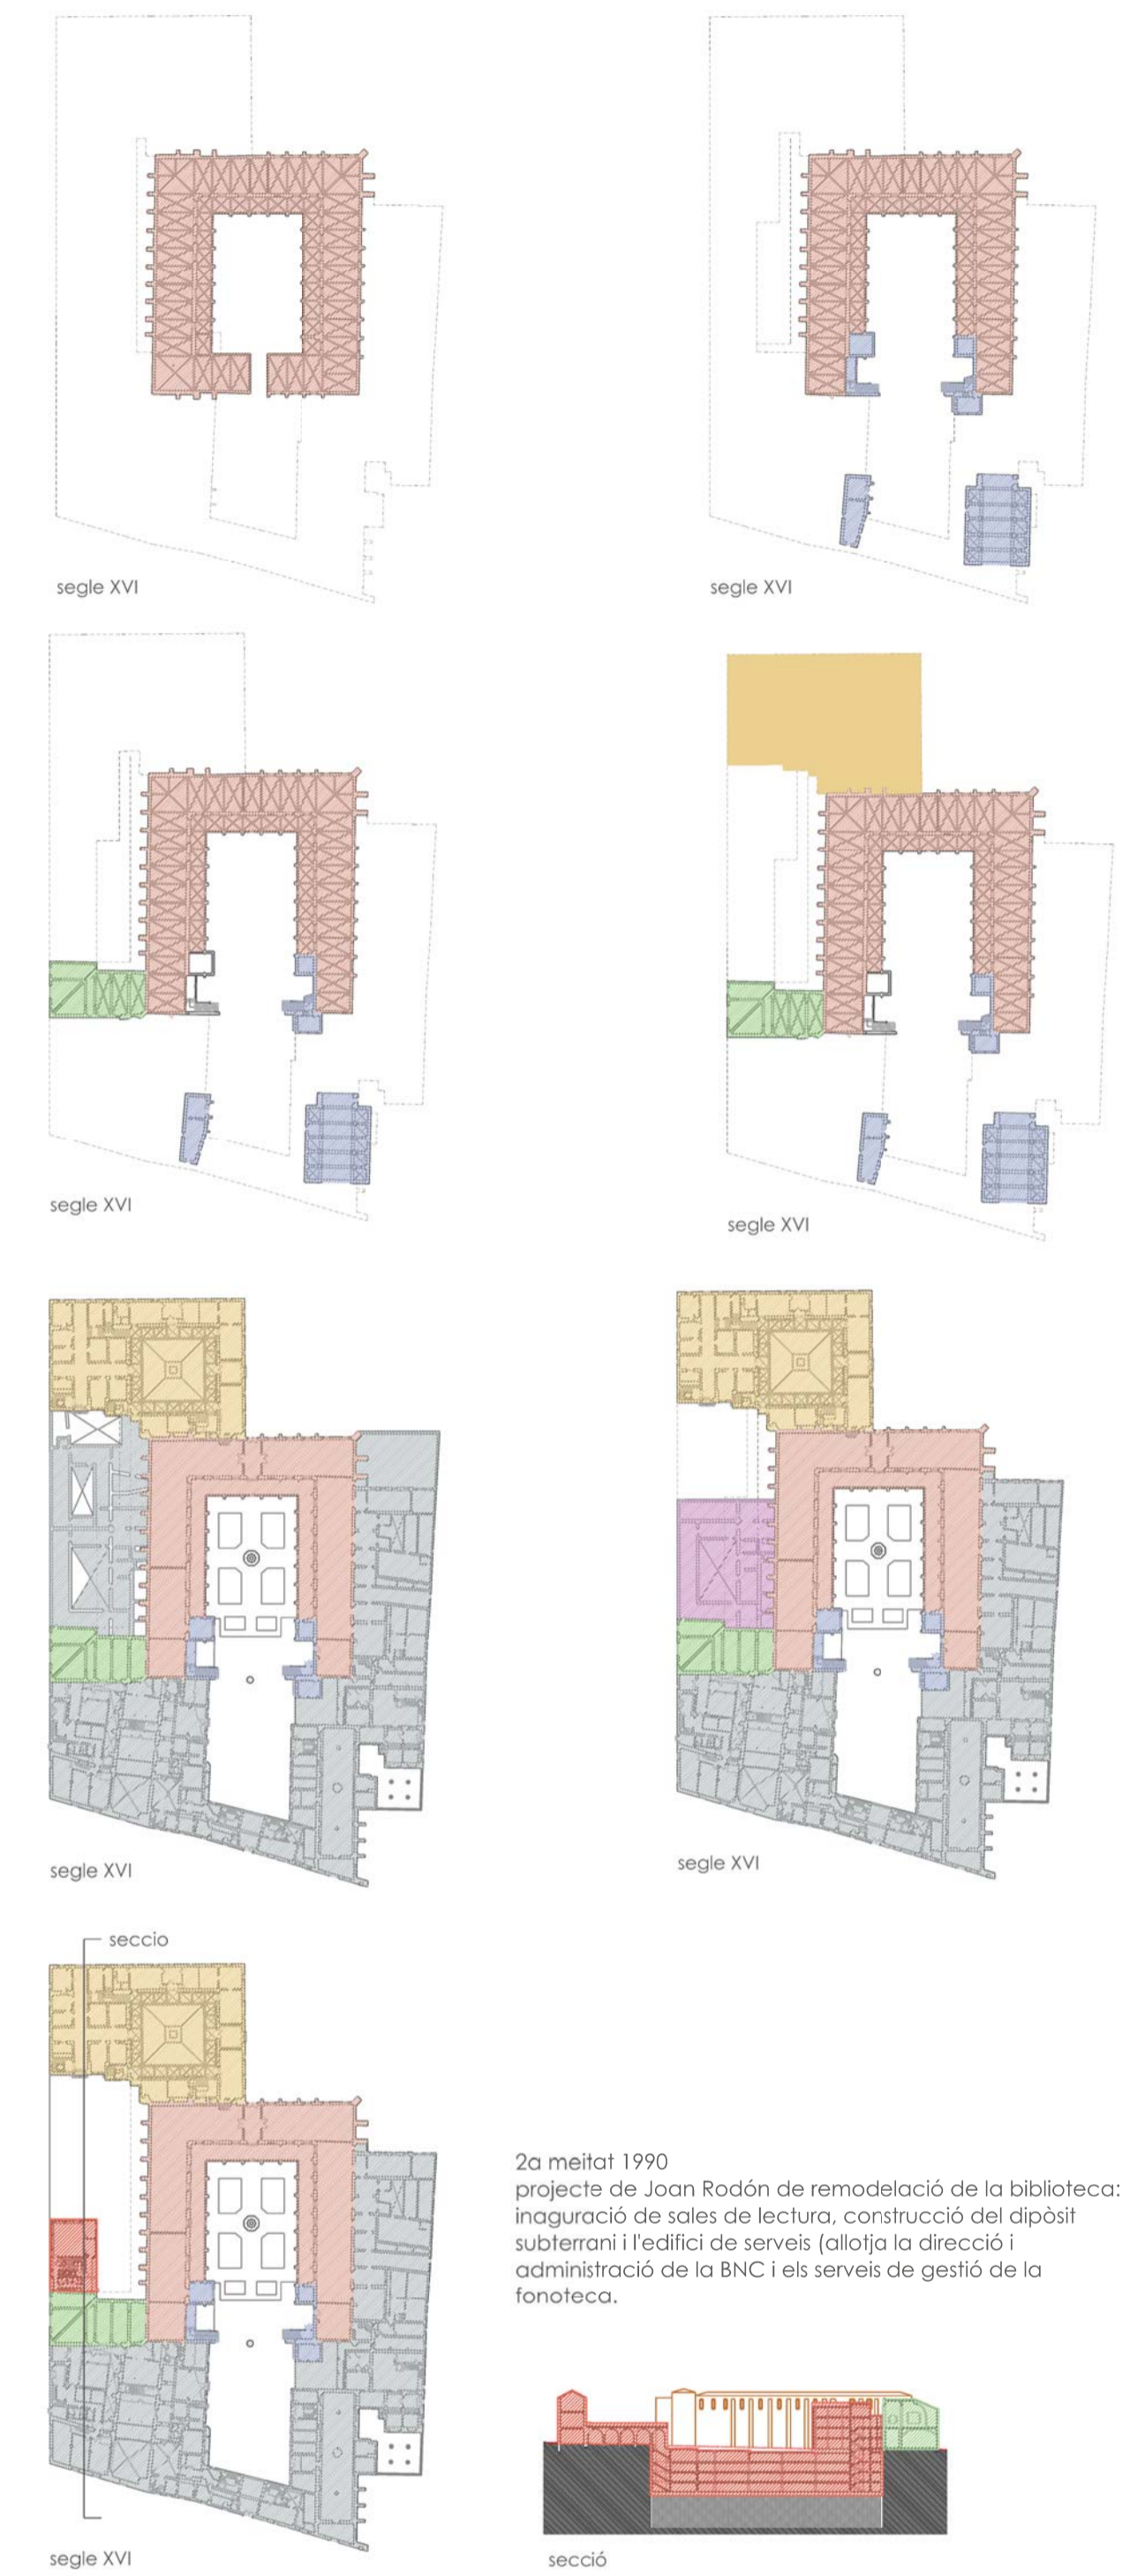 segle XVI
segle XVI
segle XVI
segle XVI
segle XVI
segle XVI
seccio
2a meitat 1990
projecte de Joan Rodón de remodelació de la biblioteca:
inaguració de sales de lectura, construcció del dipòsit
subterrani i l'edifici de serveis (allotja la direcció i
administració de la BNC i els serveis de gestió de la
fonoteca.
segle XVI
secció